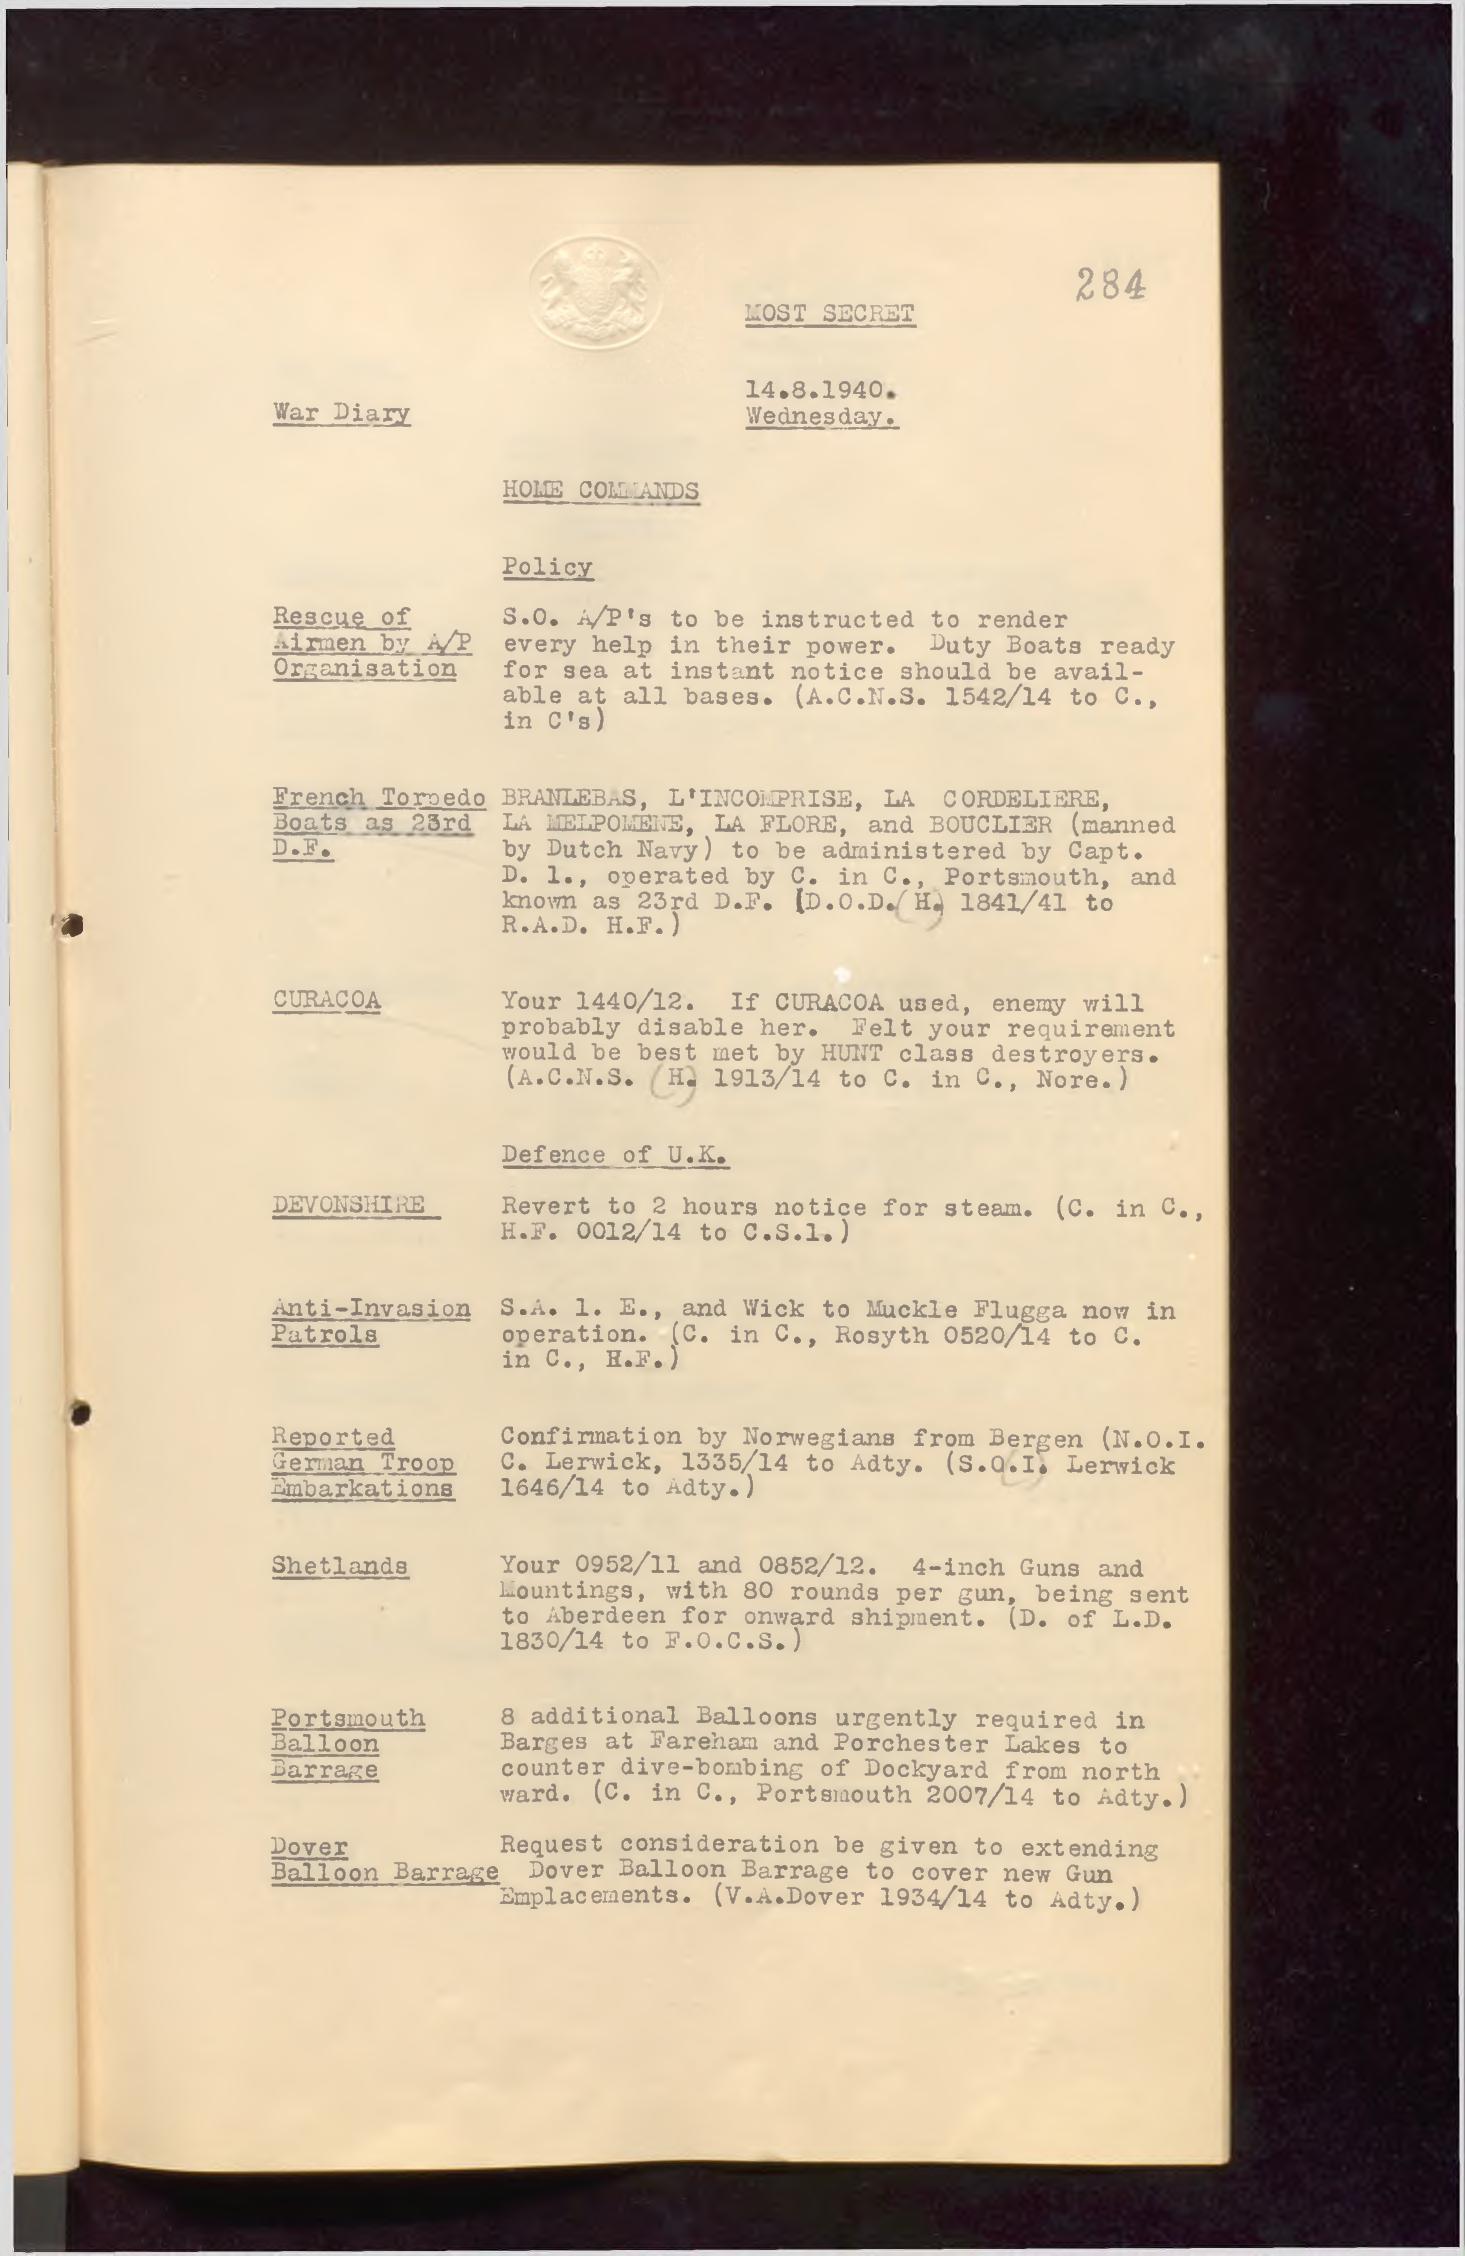 284
MOST SECRET
14.8.1940.
War Diary
Wednesday.
HOME COMMANDS
Policy
Rescue of Airmen by A/P Organisation
S.O. A/P's to be instructed to render
every help in their power. Duty Boats ready
for sea at instant notice should be avail-
able at all bases. (A.C.N.S. 1542/14 to C.,
in C's)
French Torpedo Boats as 23rd D.F.
BRANLEBAS, L'INCOMPRISE, LA CORDELIERE,
LA MELPOMENE, LA FLORE, and BOUCLIER (manned
by Dutch Navy) to be administered by Capt.
D. 1., operated by C. in C., Portsmouth, and
known as 23rd D.F. (D.O.D.(H) 1841/41 to
R.A.D. H.F.)
CURACOA
Your 1440/12. If CURACOA used, enemy will
probably disable her. Felt your requirement
would be best met by HUNT class destroyers.
(A.C.N.S. (H) 1913/14 to C. in C., Nore.)
Defence of U.K.
DEVONSHIRE
Revert to 2 hours notice for steam. (C. in C.,
H.F. 0012/14 to C.S.1.)
Anti-Invasion Patrols
S.A. 1. E., and Wick to Muckle Flugga now in
operation. (C. in C., Rosyth 0520/14 to C.
in C., H.F.)
Reported German Troop Embarkations
Confirmation by Norwegians from Bergen (N.O.I.
C. Lerwick, 1335/14 to Adty. (S.O.(I) Lerwick
1646/14 to Adty.)
Shetlands
Your 0952/11 and 0852/12. 4-inch Guns and
Mountings, with 80 rounds per gun, being sent
to Aberdeen for onward shipment. (D. of L.D.
1830/14 to F.O.C.S.)
Portsmouth Balloon Barrage
8 additional Balloons urgently required in
Barges at Fareham and Porchester Lakes to
counter dive-bombing of Dockyard from north
ward. (C. in C., Portsmouth 2007/14 to Adty.)
Dover Balloon Barrage
Request consideration be given to extending
Dover Balloon Barrage to cover new Gun
Emplacements. (V.A.Dover 1934/14 to Adty.)